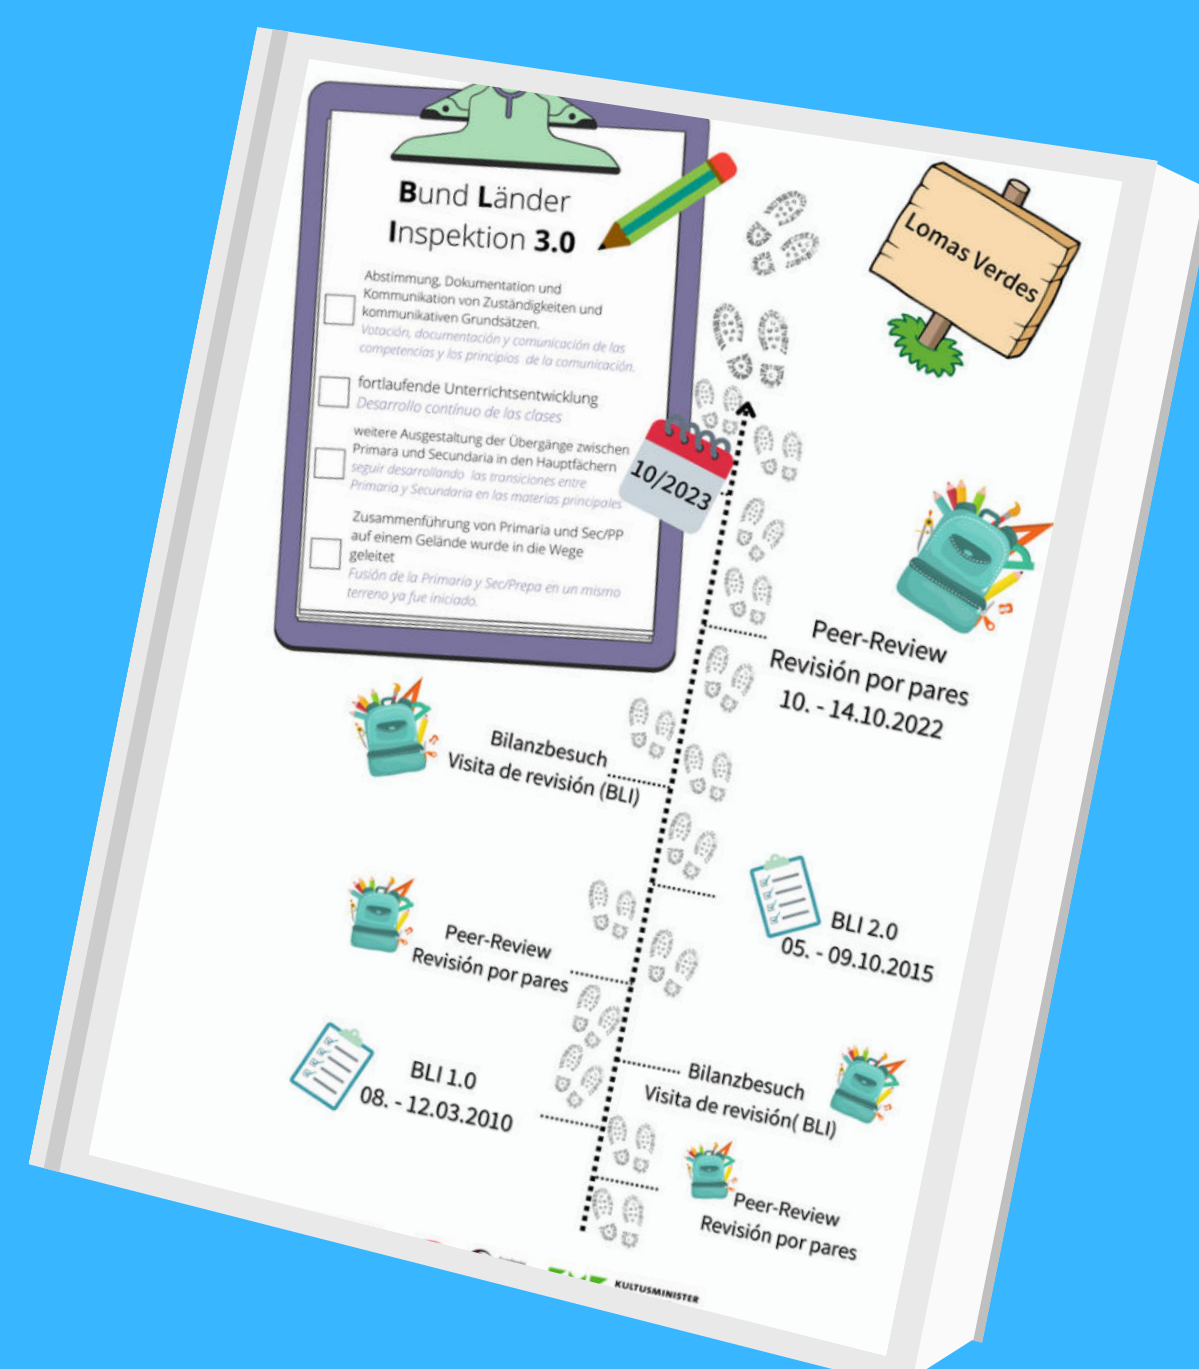 Bund Länder
Inspektion 3.0
Abstimmung, Dokumentation und
Kommunikation von Zuständigkeiten und
kommunikativen Grundsätzen.
Votación, documentación y comunicación de las
competencias y los principios de la comunicación.
fortlaufende Unterrichtsentwicklung
Desarrollo contínuo de las clases
weitere Ausgestaltung der Übergänge zwischen
Primara und Secundaria in den Hauptfächern
seguir desarrollando las transiciones entre
Primaria y Secundaria en las materias principales
Zusammenführung von Primaria und Sec/PP
auf einem Gelände wurde in die Wege
geleitet
Fusión de la Primaria y Sec/Prepa en un mismo
terreno ya fue iniciado.
Lomas Verdes
10/2023
Peer-Review
Revisión por pares
10. - 14.10.2022
Bilanzbesuch
Visita de revisión (BLI)
BLI 2.0
05. - 09.10.2015
Peer-Review
Revisión por pares
Bilanzbesuch
Visita de revisión( BLI)
BLI 1.0
08. - 12.03.2010
Peer-Review
Revisión por pares
KULTUSMINISTER